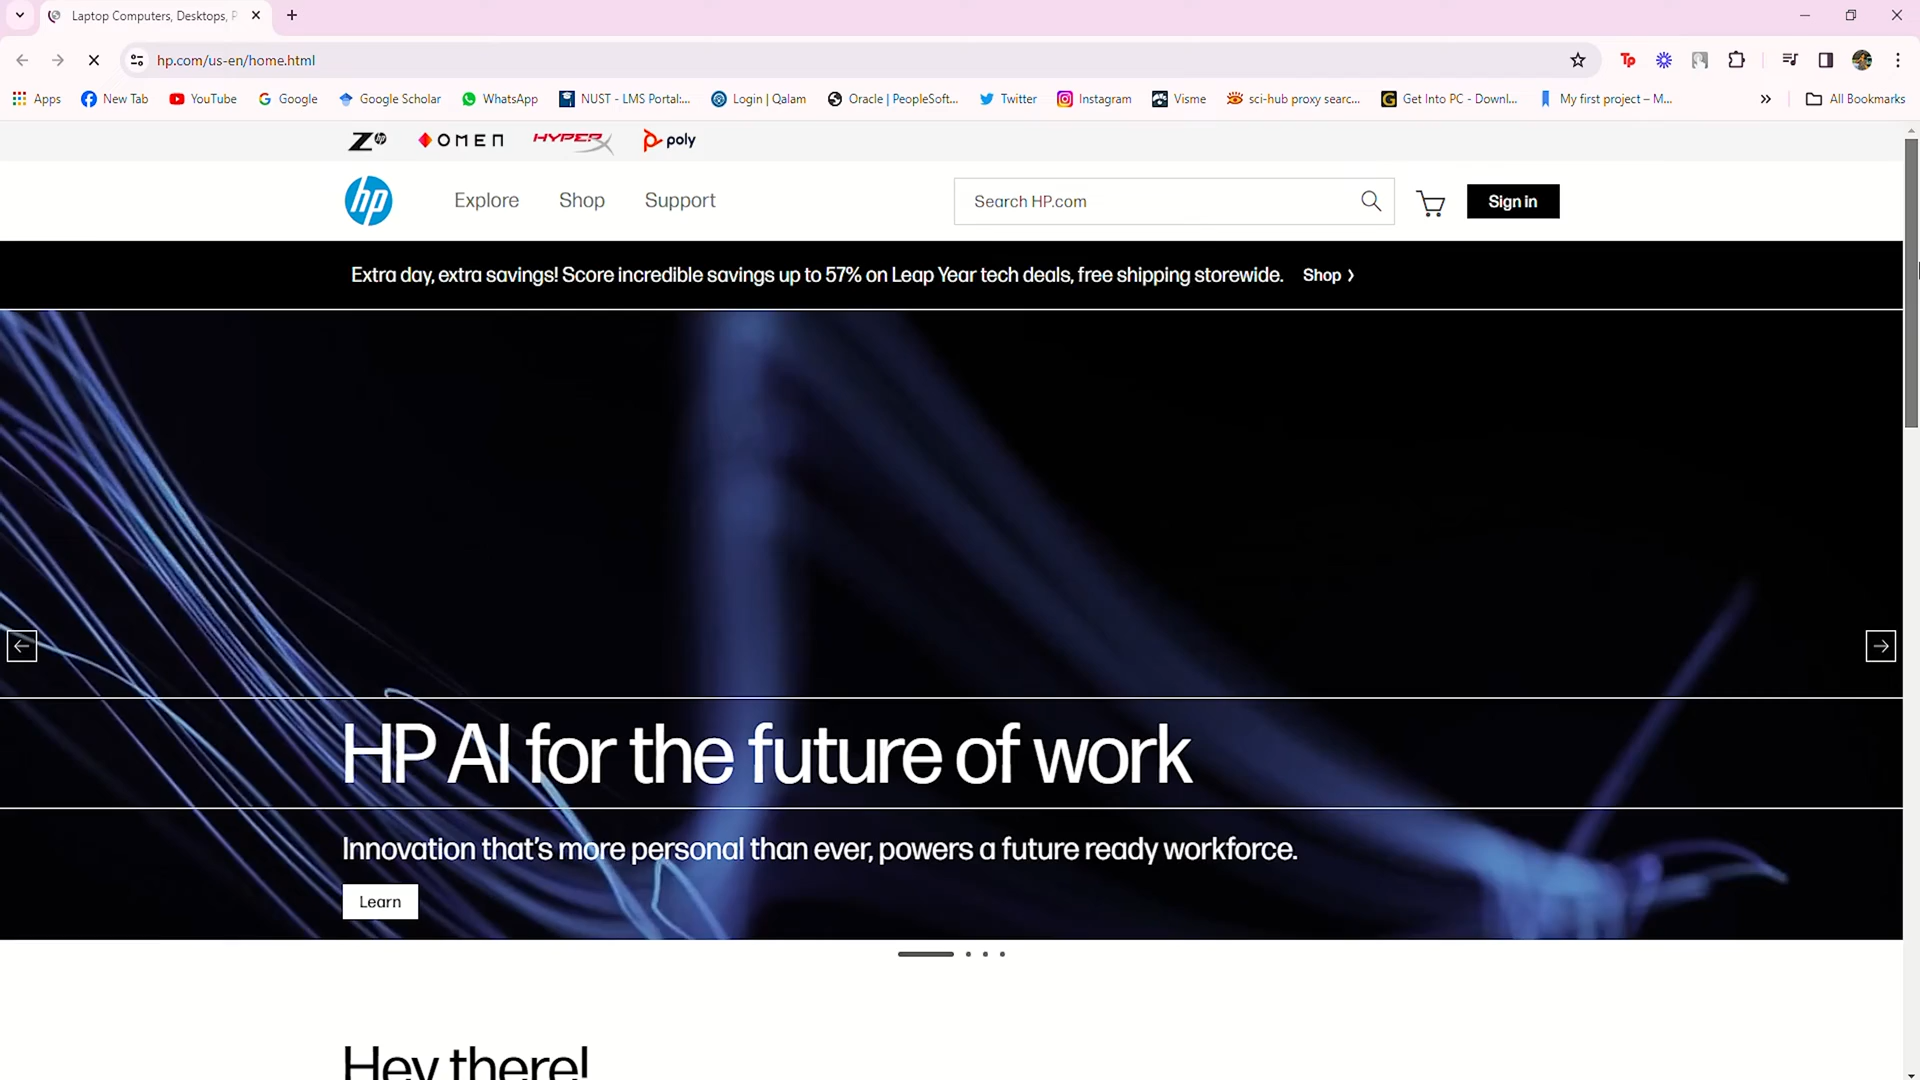 Laptop Computers, Desktops, P
hp.com/us-en/home.html
Tp
Apps New Tab YouTube Google Google Scholar WhatsApp NUST - LMS Portal:... Login | Qalam Oracle | PeopleSoft... Twitter Instagram Visme sci-hub proxy searc... Get Into PC - Downl... My first project – M... All Bookmarks
Z hp OMEN HYPERX poly
hp Explore Shop Support Search HP.com Sign in
Extra day, extra savings! Score incredible savings up to 57% on Leap Year tech deals, free shipping storewide. Shop
HP AI for the future of work
Innovation that's more personal than ever, powers a future ready workforce.
Learn
Hey there!